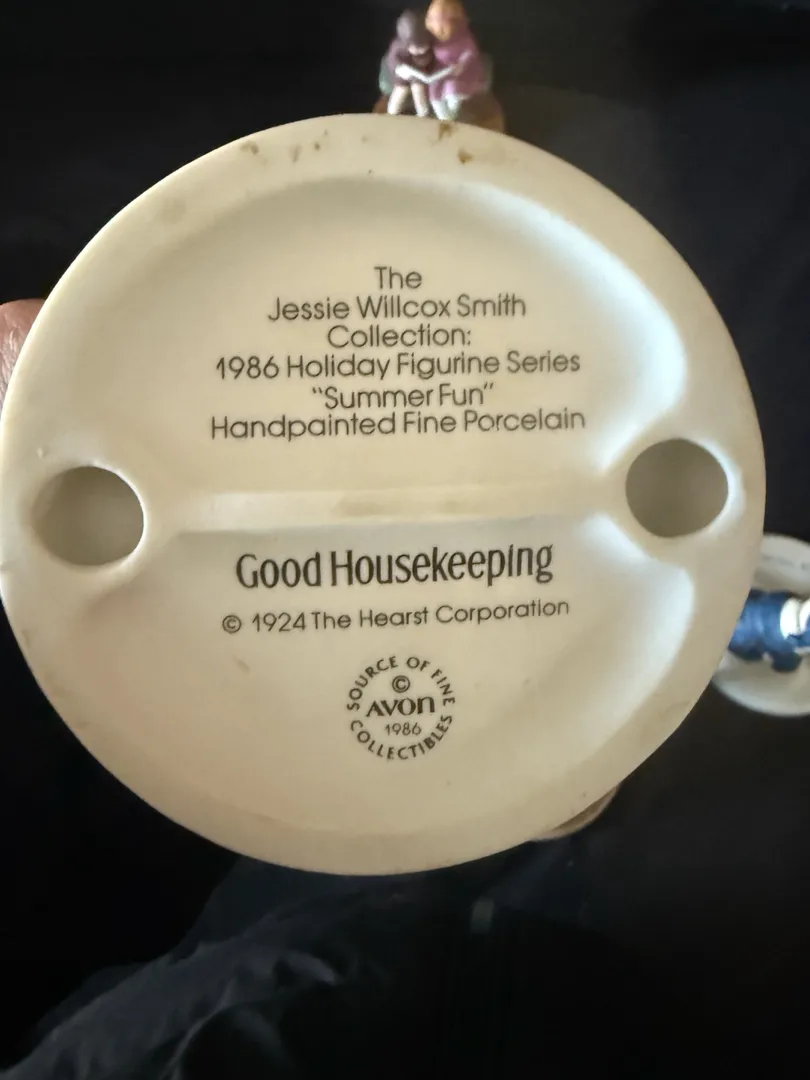 The
Jessie Willcox Smith
Collection:
1986 Holiday Figurine Series
"Summer Fun"
Handpainted Fine Porcelain
Good Housekeeping
© 1924 The Hearst Corporation
SOURCE OF FINE
©
AVON
1986
COLLECTIBLES